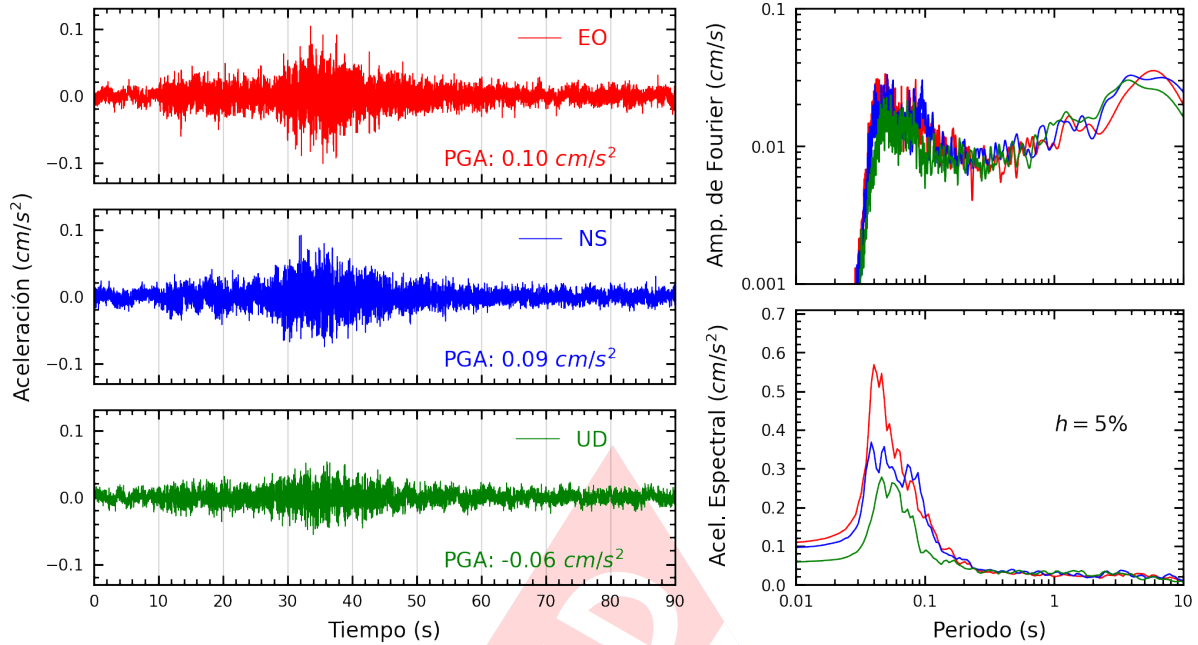 0.1
0.0
−0.1
EO
PGA: 0.10 cm/s²
0.1
0.0
−0.1
NS
PGA: 0.09 cm/s²
0.1
0.0
−0.1
UD
PGA: -0.06 cm/s²
0 10 20 30 40 50 60 70 80 90
Tiempo (s)
Aceleración (cm/s²)
0.1
0.01
0.001
Amp. de Fourier (cm/s)
0.7
0.6
0.5
0.4
0.3
0.2
0.1
0.0
Acel. Espectral (cm/s²)
h = 5%
0.01 0.1 1 10
Periodo (s)